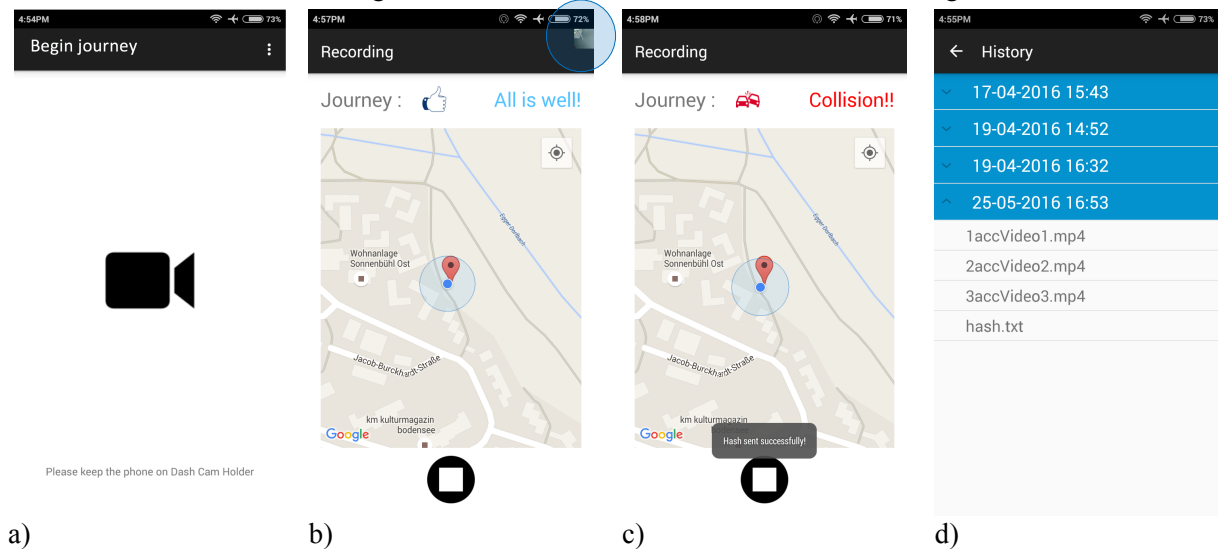 4:54PM
73%
Begin journey
Please keep the phone on Dash Cam Holder
a)
4:57PM
72%
Recording
Journey :
All is well!
Egger Dorfbach
Wohnanlage
Sonnenbühl Ost
Jacob-Burckhardt-Straße
km kulturmagazin
bodensee
Google
b)
4:58PM
71%
Recording
Journey :
Collision!!
Egger Dorfbach
Wohnanlage
Sonnenbühl Ost
Jacob-Burckhardt-Straße
km kulturmagazin
Google
Hash sent successfully!
c)
4:55PM
73%
History
17-04-2016 15:43
19-04-2016 14:52
19-04-2016 16:32
25-05-2016 16:53
1accVideo1.mp4
2accVideo2.mp4
3accVideo3.mp4
hash.txt
d)